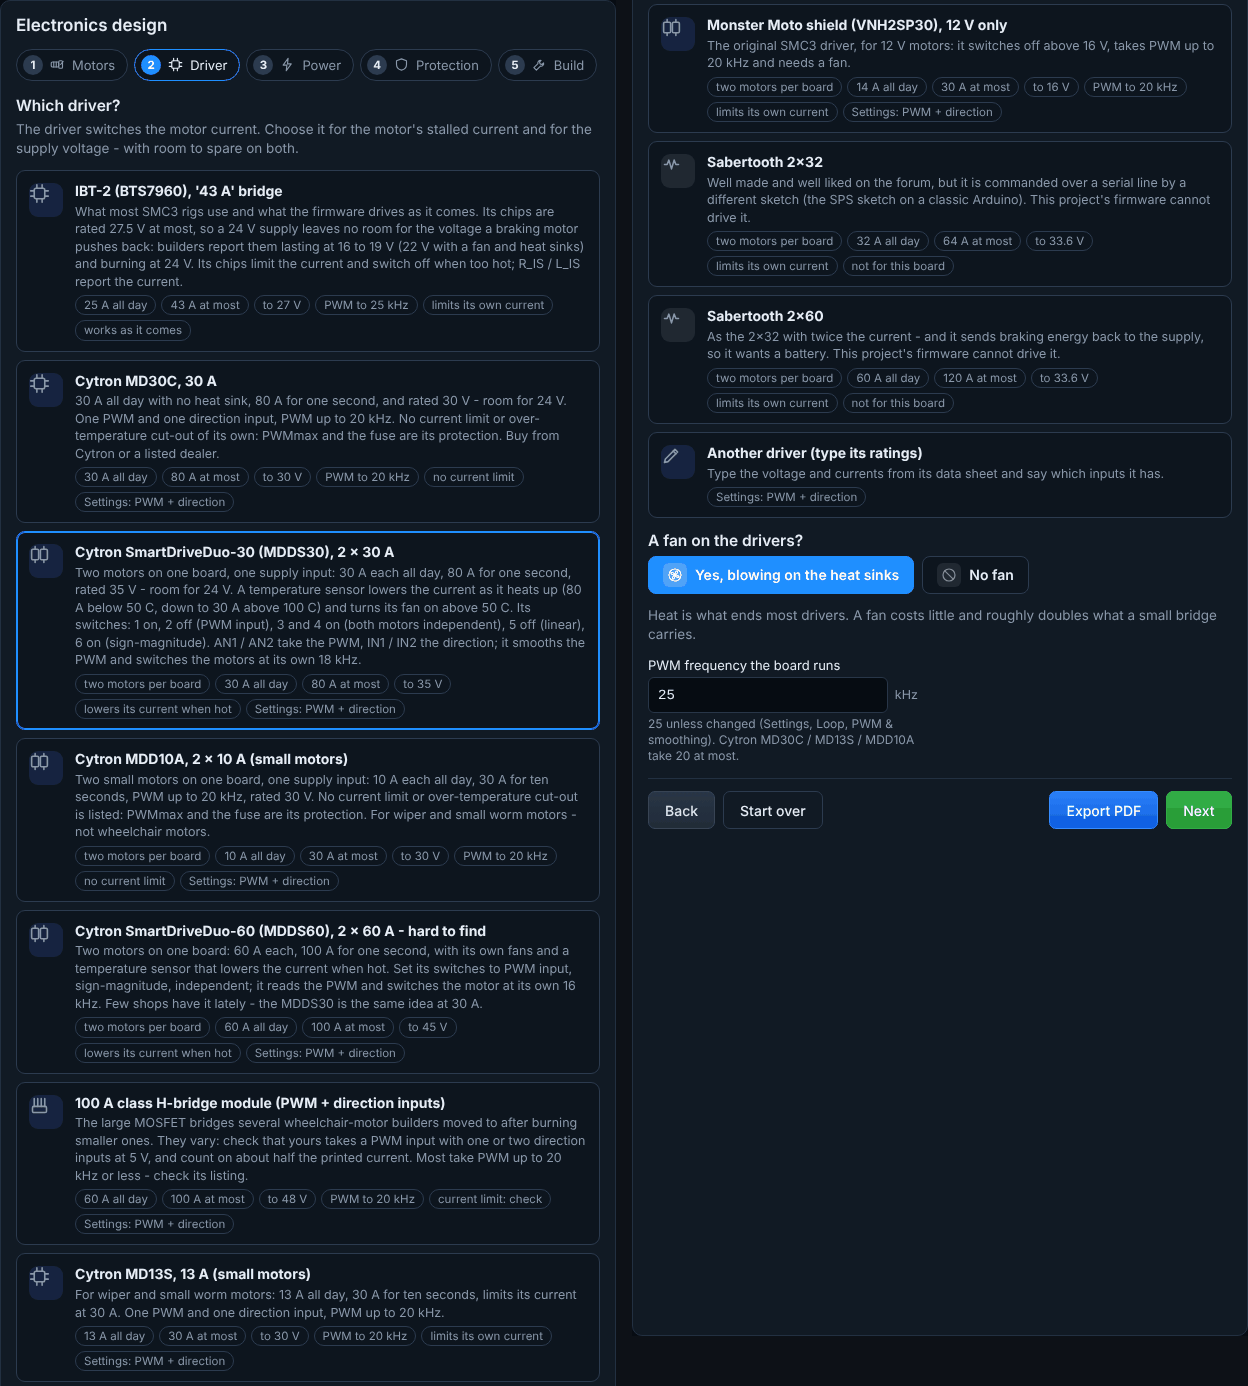 Electronics design
1 Motors
2 Driver
3 Power
4 Protection
5 Build
Which driver?
The driver switches the motor current. Choose it for the motor's stalled current and for the
supply voltage - with room to spare on both.
IBT-2 (BTS7960), '43 A' bridge
What most SMC3 rigs use and what the firmware drives as it comes. Its chips are
rated 27.5 V at most, so a 24 V supply leaves no room for the voltage a braking motor
pushes back: builders report them lasting at 16 to 19 V (22 V with a fan and heat sinks)
and burning at 24 V. Its chips limit the current and switch off when too hot; R_IS / L_IS
report the current.
25 A all day
43 A at most
to 27 V
PWM to 25 kHz
limits its own current
works as it comes
Cytron MD30C, 30 A
30 A all day with no heat sink, 80 A for one second, and rated 30 V - room for 24 V.
One PWM and one direction input, PWM up to 20 kHz. No current limit or over-
temperature cut-out of its own: PWMmax and the fuse are its protection. Buy from
Cytron or a listed dealer.
30 A all day
80 A at most
to 30 V
PWM to 20 kHz
no current limit
Settings: PWM + direction
Cytron SmartDriveDuo-30 (MDDS30), 2 × 30 A
Two motors on one board, one supply input: 30 A each all day, 80 A for one second,
rated 35 V - room for 24 V. A temperature sensor lowers the current as it heats up (80
A below 50 C, down to 30 A above 100 C) and turns its fan on above 50 C. Its
switches: 1 on, 2 off (PWM input), 3 and 4 on (both motors independent), 5 off (linear),
6 on (sign-magnitude). AN1 / AN2 take the PWM, IN1 / IN2 the direction; it smooths the
PWM and switches the motors at its own 18 kHz.
two motors per board
30 A all day
80 A at most
to 35 V
lowers its current when hot
Settings: PWM + direction
Cytron MDD10A, 2 × 10 A (small motors)
Two small motors on one board, one supply input: 10 A each all day, 30 A for ten
seconds, PWM up to 20 kHz, rated 30 V. No current limit or over-temperature cut-out
is listed: PWMmax and the fuse are its protection. For wiper and small worm motors -
not wheelchair motors.
two motors per board
10 A all day
30 A at most
to 30 V
PWM to 20 kHz
no current limit
Settings: PWM + direction
Cytron SmartDriveDuo-60 (MDDS60), 2 × 60 A - hard to find
Two motors on one board: 60 A each, 100 A for one second, with its own fans and a
temperature sensor that lowers the current when hot. Set its switches to PWM input,
sign-magnitude, independent; it reads the PWM and switches the motor at its own 16
kHz. Few shops have it lately - the MDDS30 is the same idea at 30 A.
two motors per board
60 A all day
100 A at most
to 45 V
lowers its current when hot
Settings: PWM + direction
100 A class H-bridge module (PWM + direction inputs)
The large MOSFET bridges several wheelchair-motor builders moved to after burning
smaller ones. They vary: check that yours takes a PWM input with one or two direction
inputs at 5 V, and count on about half the printed current. Most take PWM up to 20
kHz or less - check its listing.
60 A all day
100 A at most
to 48 V
PWM to 20 kHz
current limit: check
Settings: PWM + direction
Cytron MD13S, 13 A (small motors)
For wiper and small worm motors: 13 A all day, 30 A for ten seconds, limits its current
at 30 A. One PWM and one direction input, PWM up to 20 kHz.
13 A all day
30 A at most
to 30 V
PWM to 20 kHz
limits its own current
Settings: PWM + direction
Monster Moto shield (VNH2SP30), 12 V only
The original SMC3 driver, for 12 V motors: it switches off above 16 V, takes PWM up to
20 kHz and needs a fan.
two motors per board
14 A all day
30 A at most
to 16 V
PWM to 20 kHz
limits its own current
Settings: PWM + direction
Sabertooth 2×32
Well made and well liked on the forum, but it is commanded over a serial line by a
different sketch (the SPS sketch on a classic Arduino). This project's firmware cannot
drive it.
two motors per board
32 A all day
64 A at most
to 33.6 V
limits its own current
not for this board
Sabertooth 2×60
As the 2×32 with twice the current - and it sends braking energy back to the supply,
so it wants a battery. This project's firmware cannot drive it.
two motors per board
60 A all day
120 A at most
to 33.6 V
limits its own current
not for this board
Another driver (type its ratings)
Type the voltage and currents from its data sheet and say which inputs it has.
Settings: PWM + direction
A fan on the drivers?
Yes, blowing on the heat sinks
No fan
Heat is what ends most drivers. A fan costs little and roughly doubles what a small bridge
carries.
PWM frequency the board runs
25 kHz
25 unless changed (Settings, Loop, PWM &
smoothing). Cytron MD30C / MD13S / MDD10A
take 20 at most.
Back
Start over
Export PDF
Next